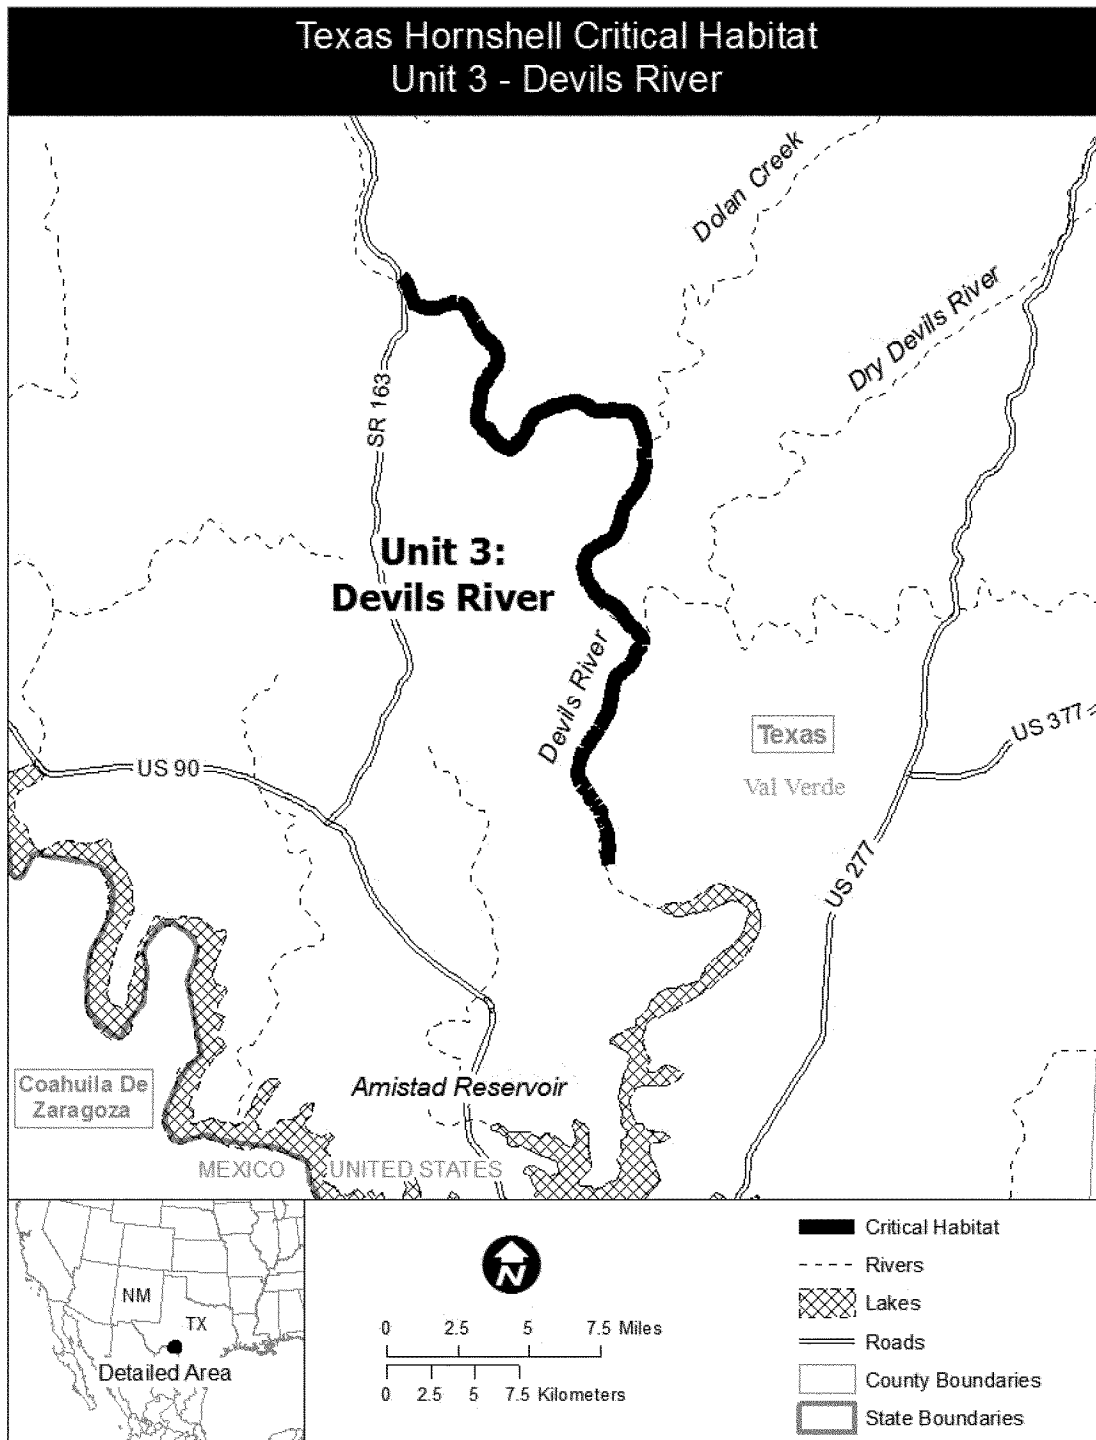 Texas Hornshell Critical Habitat
Unit 3 - Devils River
Dolan Creek
Dry Devils River
SR 163
Unit 3:
Devils River
Devils River
Texas
US 377
US 90
Val Verde
US 277
Coahuila De
Zaragoza
Amistad Reservoir
MEXICO
UNITED STATES
NM
TX
Detailed Area
N
0 2.5 5 7.5 Miles
0 2.5 5 7.5 Kilometers
Critical Habitat
Rivers
Lakes
Roads
County Boundaries
State Boundaries